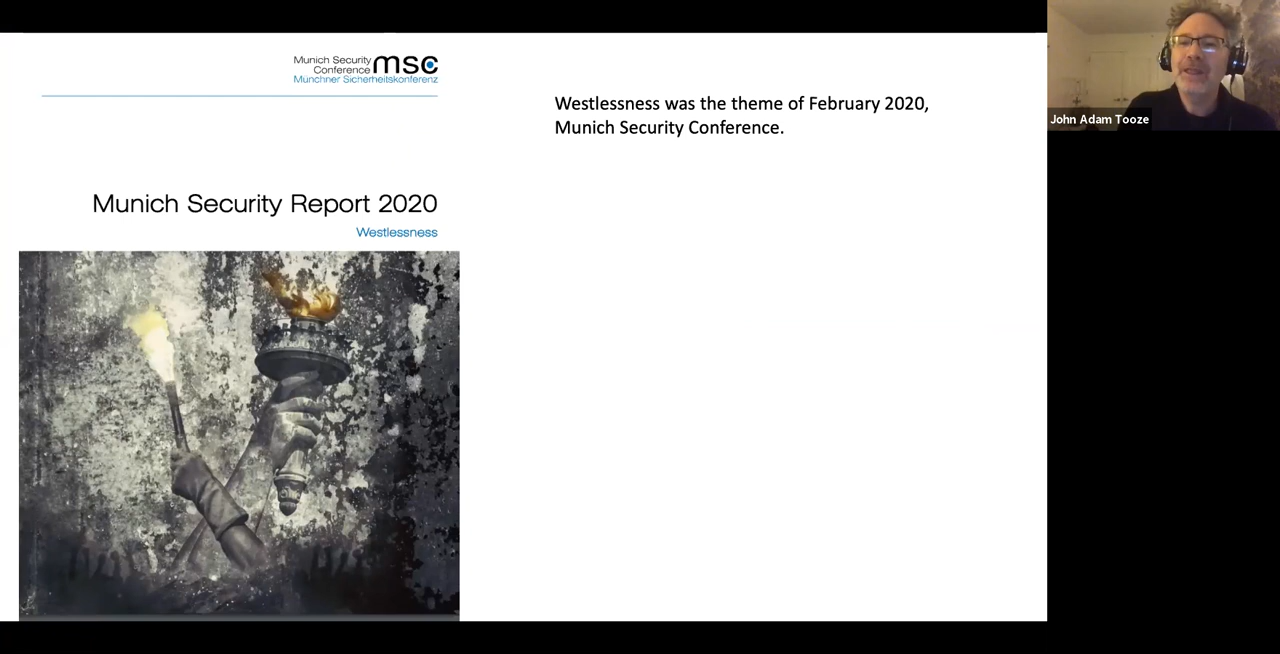 Munich Security
Conference
msc
Münchner Sicherheitskonferenz
Westlessness was the theme of February 2020,
Munich Security Conference.
Munich Security Report 2020
Westlessness
John Adam Tooze